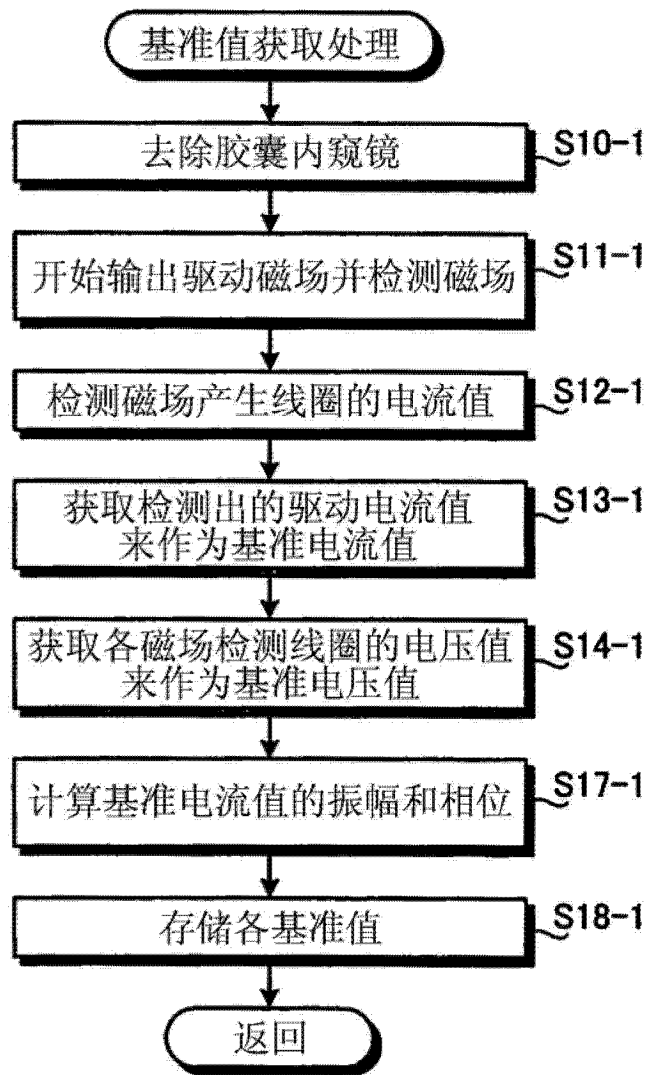 基准值获取处理
去除胶囊内窥镜
S10-1
开始输出驱动磁场并检测磁场
S11-1
检测磁场产生线圈的电流值
S12-1
获取检测出的驱动电流值
来作为基准电流值
S13-1
获取各磁场检测线圈的电压值
来作为基准电压值
S14-1
计算基准电流值的振幅和相位
S17-1
存储各基准值
S18-1
返回